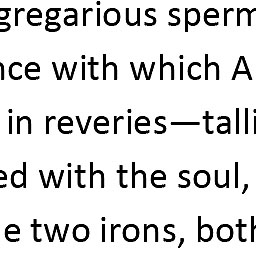 gregarious sperm
nce with which A
in reveries—talli
ed with the soul,
e two irons, both